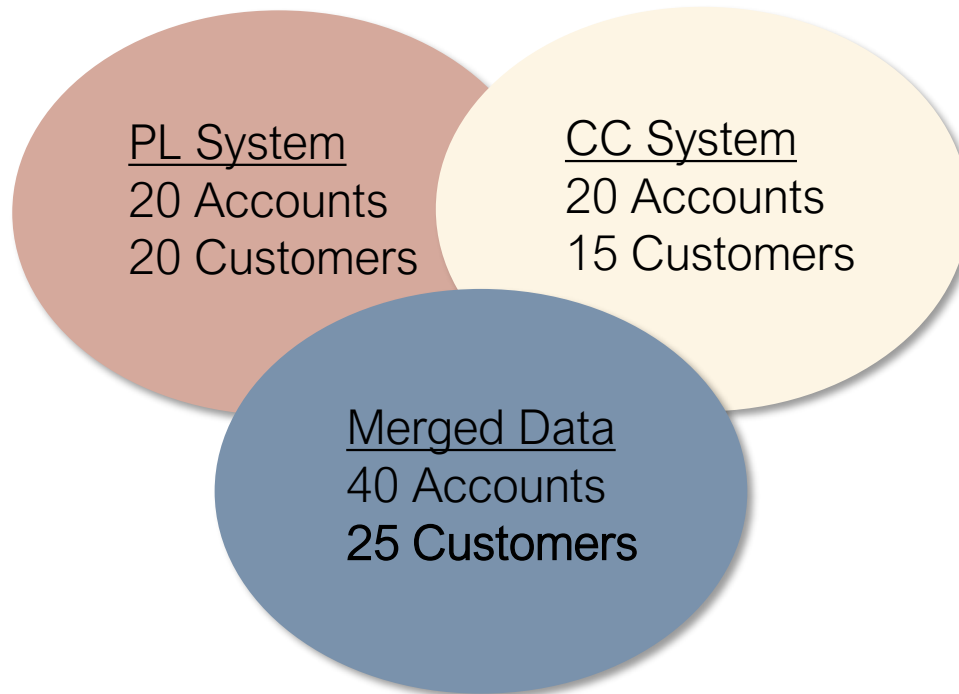 PL System
20 Accounts
20 Customers
CC System
20 Accounts
15 Customers
Merged Data
40 Accounts
25 Customers